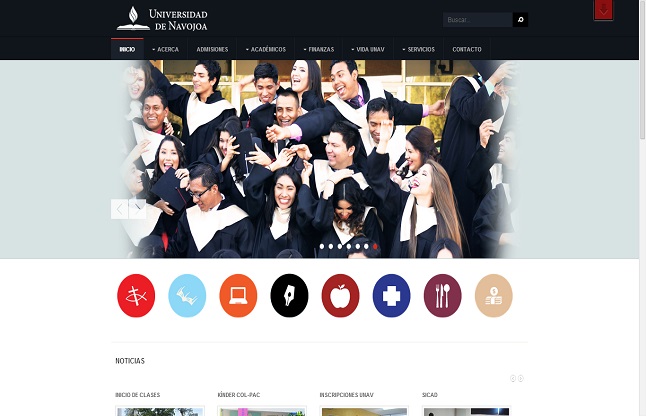 UNIVERSIDAD
DE NAVOJOA
Buscar...
INICIO
ACERCA
ADMISIONES
ACADÉMICOS
FINANZAS
VIDA UNAV
SERVICIOS
CONTACTO
NOTICIAS
INICIO DE CLASES
KÍNDER COL-PAC
INSCRIPCIONES UNAV
SICAD